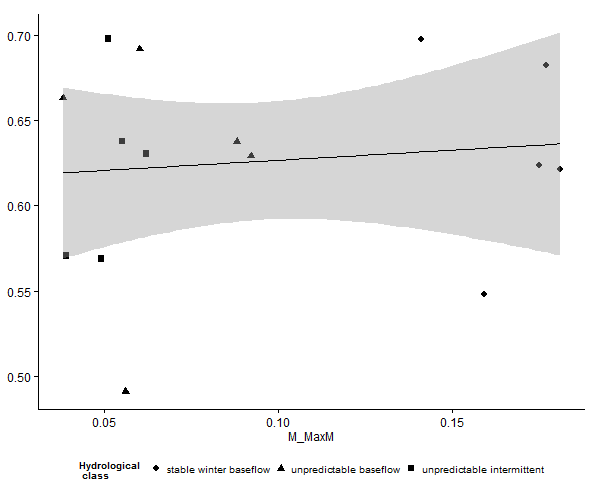 0.70
0.65
0.60
0.55
0.50
0.05 0.10 0.15
M_MaxM
Hydrological
class
stable winter baseflow unpredictable baseflow unpredictable intermittent